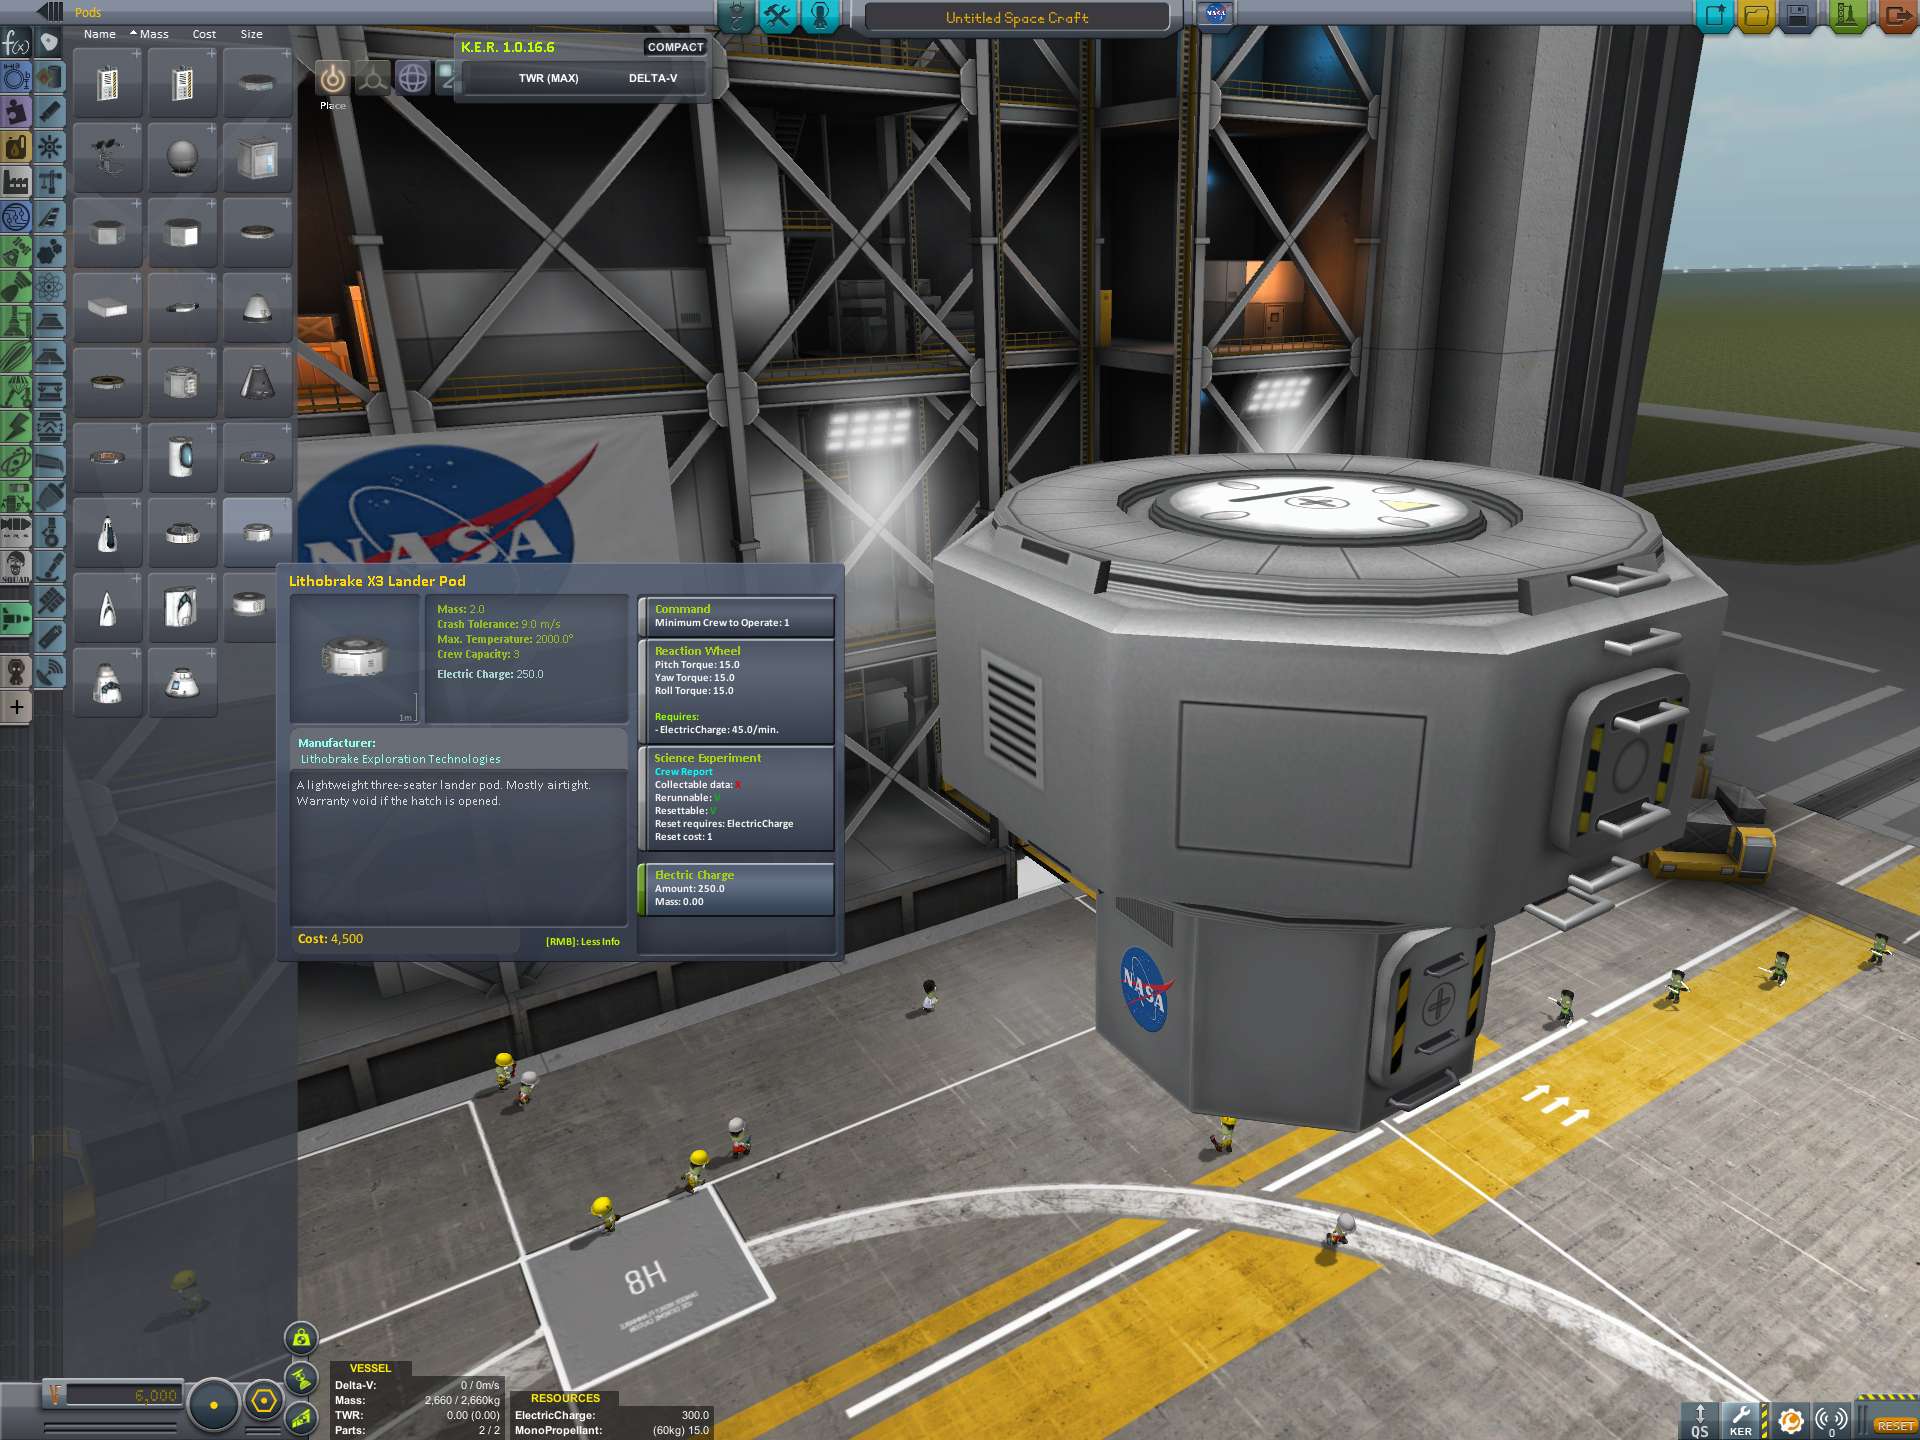 Pods
Untitled Space Craft
NASA
Name
Mass
Cost
Size
f(x)
K.E.R. 1.0.16.6
COMPACT
TWR (MAX)
DELTA-V
Place
NASA
SQUAD
Lithobrake X3 Lander Pod
Mass: 2.0
Crash Tolerance: 9.0 m/s
Max. Temperature: 2000.0°
Crew Capacity: 3
Electric Charge: 250.0
1m
Manufacturer:
Lithobrake Exploration Technologies
A lightweight three-seater lander pod. Mostly airtight.
Warranty void if the hatch is opened.
Cost: 4,500
[RMB]: Less Info
Command
Minimum Crew to Operate: 1
Reaction Wheel
Pitch Torque: 15.0
Yaw Torque: 15.0
Roll Torque: 15.0
Requires:
- ElectricCharge: 45.0/min.
Science Experiment
Crew Report
Collectable data: X
Rerunnable: V
Resettable: V
Reset requires: ElectricCharge
Reset cost: 1
Electric Charge
Amount: 250.0
Mass: 0.00
NASA
H8
6,000
VESSEL
Delta-V: 0 / 0m/s
Mass: 2,660 / 2,660kg
TWR: 0.00 (0.00)
Parts: 2 / 2
RESOURCES
ElectricCharge: 300.0
MonoPropellant: (60kg) 15.0
QS
KER
0
RESET